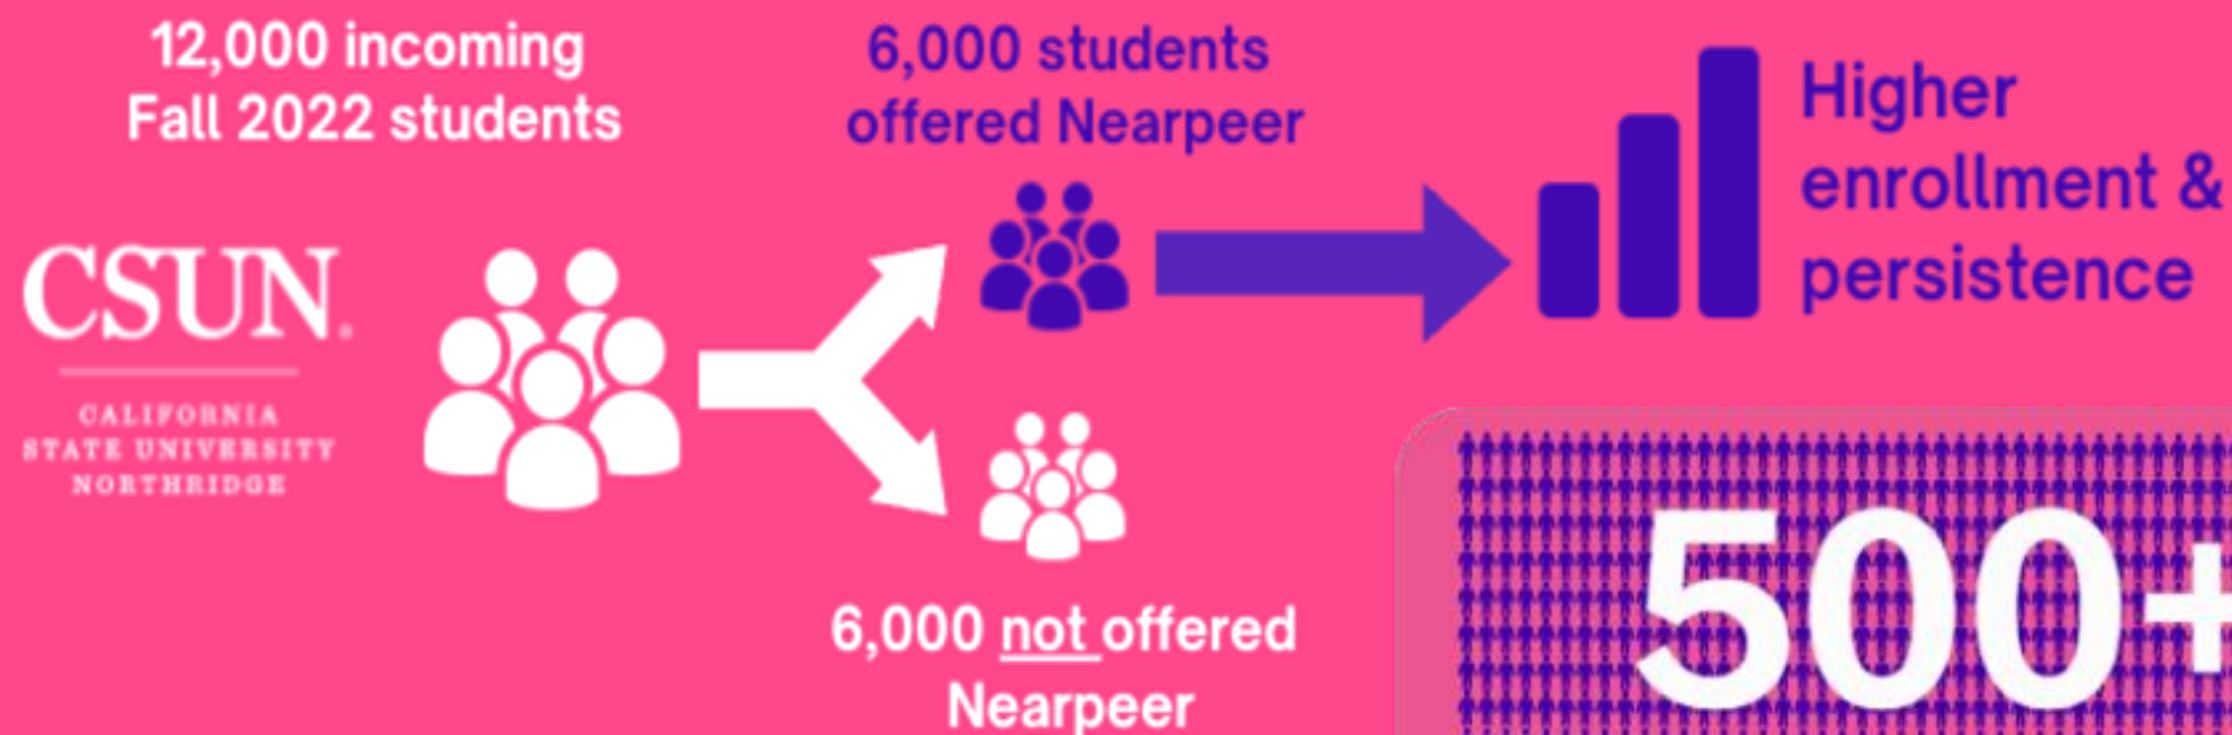 12,000 incoming
Fall 2022 students
CSUN
CALIFORNIA
STATE UNIVERSITY
NORTHRIDGE
6,000 students
offered Nearpeer
6,000 not offered
Nearpeer
Higher
enrollment &
persistence
500+